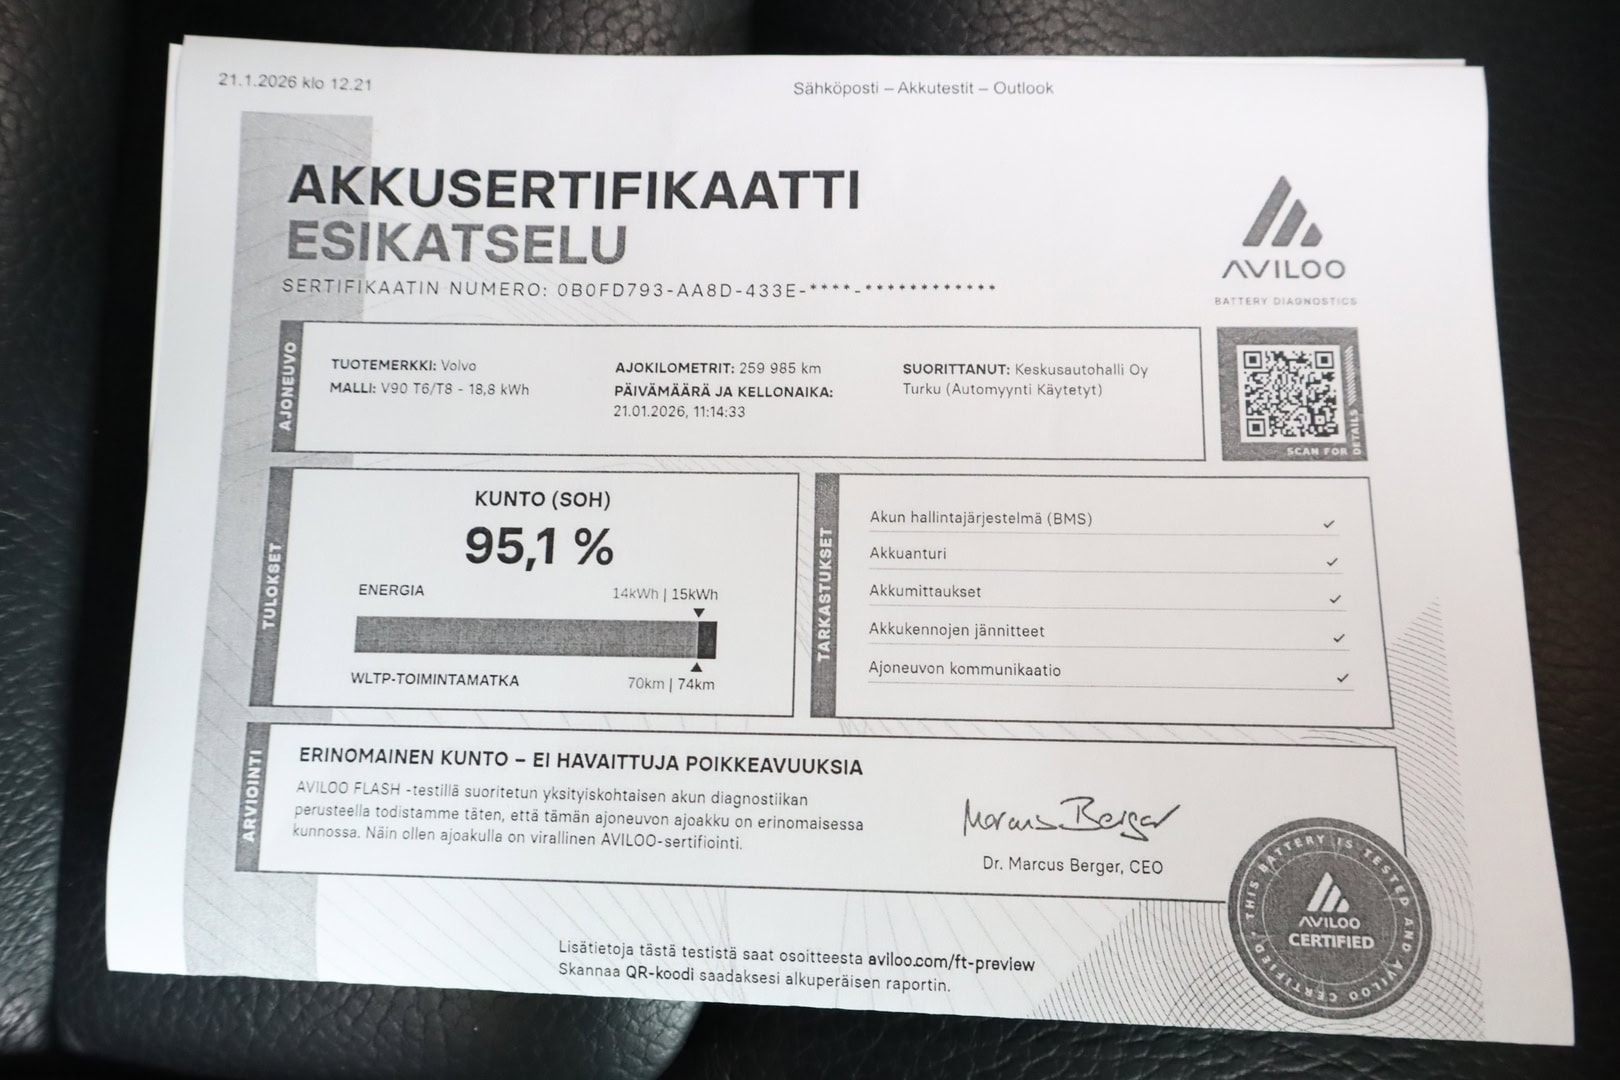 21.1.2026 klo 12.21
Sähköposti – Akkutestit – Outlook
AKKUSERTIFIKAATTI
ESIKATSELU
SERTIFIKAATIN NUMERO: 0B0FD793-AA8D-433E-****-************
AVILOO
BATTERY DIAGNOSTICS
AJONEUVO
TUOTEMERKKI: Volvo
MALLI: V90 T6/T8 - 18,8 kWh
AJOKILOMETRIT: 259 985 km
PÄIVÄMÄÄRÄ JA KELLONAIKA:
21.01.2026, 11:14:33
SUORITTANUT: Keskusautohalli Oy
Turku (Automyynti Käytetyt)
SCAN FOR DETAILS
TULOKSET
KUNTO (SOH)
95,1 %
ENERGIA 14kWh | 15kWh
WLTP-TOIMINTAMATKA 70km | 74km
TARKASTUKSET
Akun hallintajärjestelmä (BMS) ✓
Akkuanturi ✓
Akkumittaukset ✓
Akkukennojen jännitteet ✓
Ajoneuvon kommunikaatio ✓
ARVIOINTI
ERINOMAINEN KUNTO – EI HAVAITTUJA POIKKEAVUUKSIA
AVILOO FLASH -testillä suoritetun yksityiskohtaisen akun diagnostiikan
perusteella todistamme täten, että tämän ajoneuvon ajoakku on erinomaisessa
kunnossa. Näin ollen ajoakulla on virallinen AVILOO-sertifiointi.
Marcus Berger
Dr. Marcus Berger, CEO
THIS BATTERY IS TESTED AND AVILOO CERTIFIED
AVILOO
CERTIFIED
Lisätietoja tästä testistä saat osoitteesta aviloo.com/ft-preview
Skannaa QR-koodi saadaksesi alkuperäisen raportin.